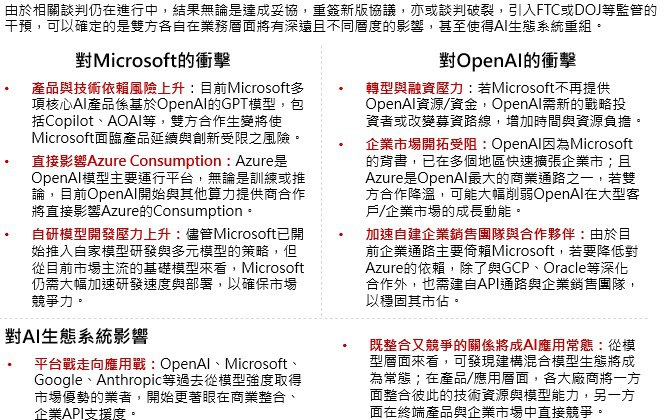 由於相關談判仍在進行中，結果無論是達成妥協，重簽新版協議，亦或談判破裂，引入FTC或DOJ等監管的
干預，可以確定的是雙方各自在業務層面將有深遠且不同層度的影響，甚至使得AI生態系統重組。
對Microsoft的衝擊
• 產品與技術依賴風險上升：目前Microsoft多
項核心AI產品係基於OpenAI的GPT模型，包
括Copilot、AOAI等，雙方合作生變將使
Microsoft面臨產品延續與創新受限之風險。
• 直接影響Azure Consumption：Azure是
OpenAI模型主要運行平台，無論是訓練或推
論，目前OpenAI開始與其他算力提供商合作
將直接影響Azure的Consumption。
• 自研模型開發壓力上升：儘管Microsoft已開
始推入自家模型研發與多元模型的策略，但
從目前市場主流的基礎模型來看，Microsoft
仍需大幅加速研發速度與部署，以確保市場
競爭力。
對OpenAI的衝擊
• 轉型與融資壓力：若Microsoft不再提供
OpenAI資源/資金，OpenAI需新的戰略投
資者或改變募資路線，增加時間與資源負擔。
• 企業市場開拓受阻：OpenAI因為Microsoft
的背書，已在多個地區快速擴張企業市；且
Azure是OpenAI最大的商業通路之一，若雙
方合作降溫，可能大幅削弱OpenAI在大型客
戶/企業市場的成長動能。
• 加速自建企業銷售團隊與合作夥伴：由於目
前企業通路主要倚賴Microsoft，若要降低對
Azure的依賴，除了與GCP、Oracle等深化
合作外，也需建自API通路與企業銷售團隊，
以穩固其市佔。
對AI生態系統影響
• 平台戰走向應用戰：OpenAI、Microsoft、
Google、Anthropic等過去從模型強度取得
市場優勢的業者，開始更著眼在商業整合、
企業API支援度。
• 既整合又競爭的關係將成AI應用常態：從模
型層面來看，可發現建構混合模型生態將成
為常態；在產品/應用層面，各大廠商將一方
面整合彼此的技術資源與模型能力，另一方
面在終端產品與企業市場中直接競爭。